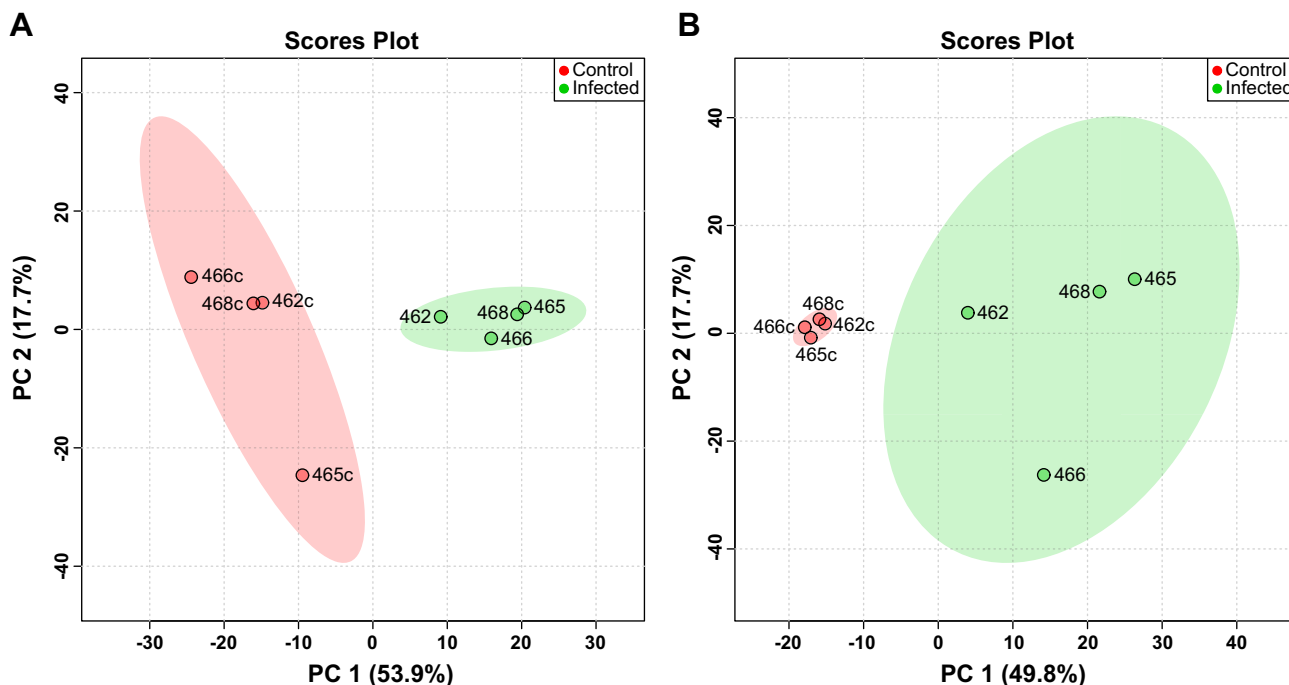 A
Scores Plot
Control
Infected
PC 2 (17.7%)
40
20
0
-20
-40
466c
468c
462c
465c
462
468
465
466
-30
-20
-10
0
10
20
30
PC 1 (53.9%)
B
Scores Plot
Control
Infected
PC 2 (17.7%)
40
20
0
-20
-40
468c
466c
462c
465c
462
468
465
466
-20
-10
0
10
20
30
40
PC 1 (49.8%)